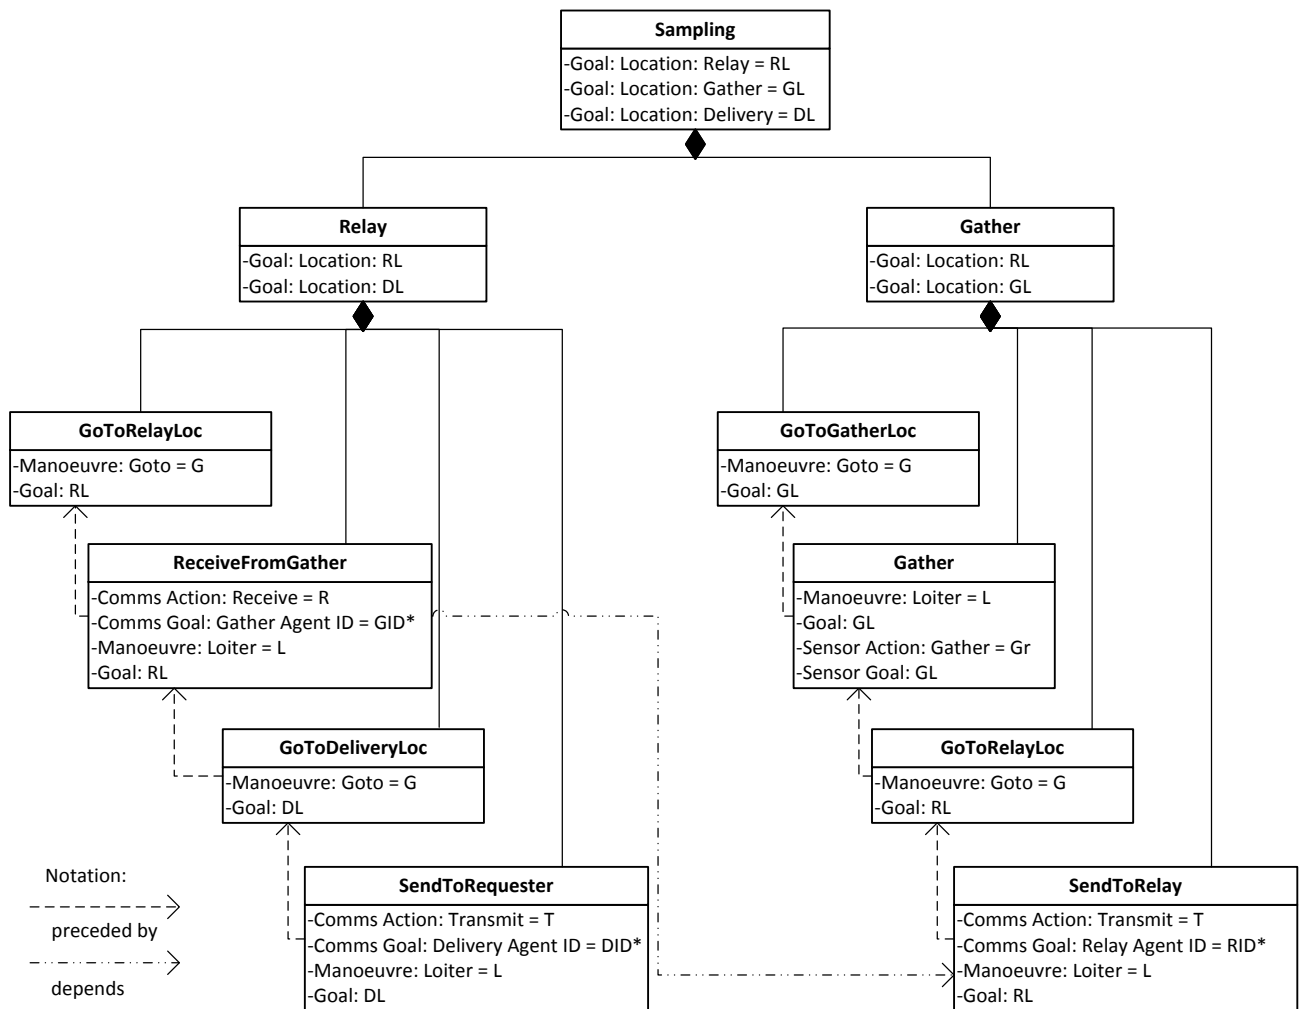 Sampling
-Goal: Location: Relay = RL
-Goal: Location: Gather = GL
-Goal: Location: Delivery = DL
Relay
-Goal: Location: RL
-Goal: Location: DL
Gather
-Goal: Location: RL
-Goal: Location: GL
GoToRelayLoc
-Manoeuvre: Goto = G
-Goal: RL
GoToGatherLoc
-Manoeuvre: Goto = G
-Goal: GL
ReceiveFromGather
-Comms Action: Receive = R
-Comms Goal: Gather Agent ID = GID*
-Manoeuvre: Loiter = L
-Goal: RL
Gather
-Manoeuvre: Loiter = L
-Goal: GL
-Sensor Action: Gather = Gr
-Sensor Goal: GL
GoToDeliveryLoc
-Manoeuvre: Goto = G
-Goal: DL
GoToRelayLoc
-Manoeuvre: Goto = G
-Goal: RL
SendToRequester
-Comms Action: Transmit = T
-Comms Goal: Delivery Agent ID = DID*
-Manoeuvre: Loiter = L
-Goal: DL
SendToRelay
-Comms Action: Transmit = T
-Comms Goal: Relay Agent ID = RID*
-Manoeuvre: Loiter = L
-Goal: RL
Notation:
preceded by
depends